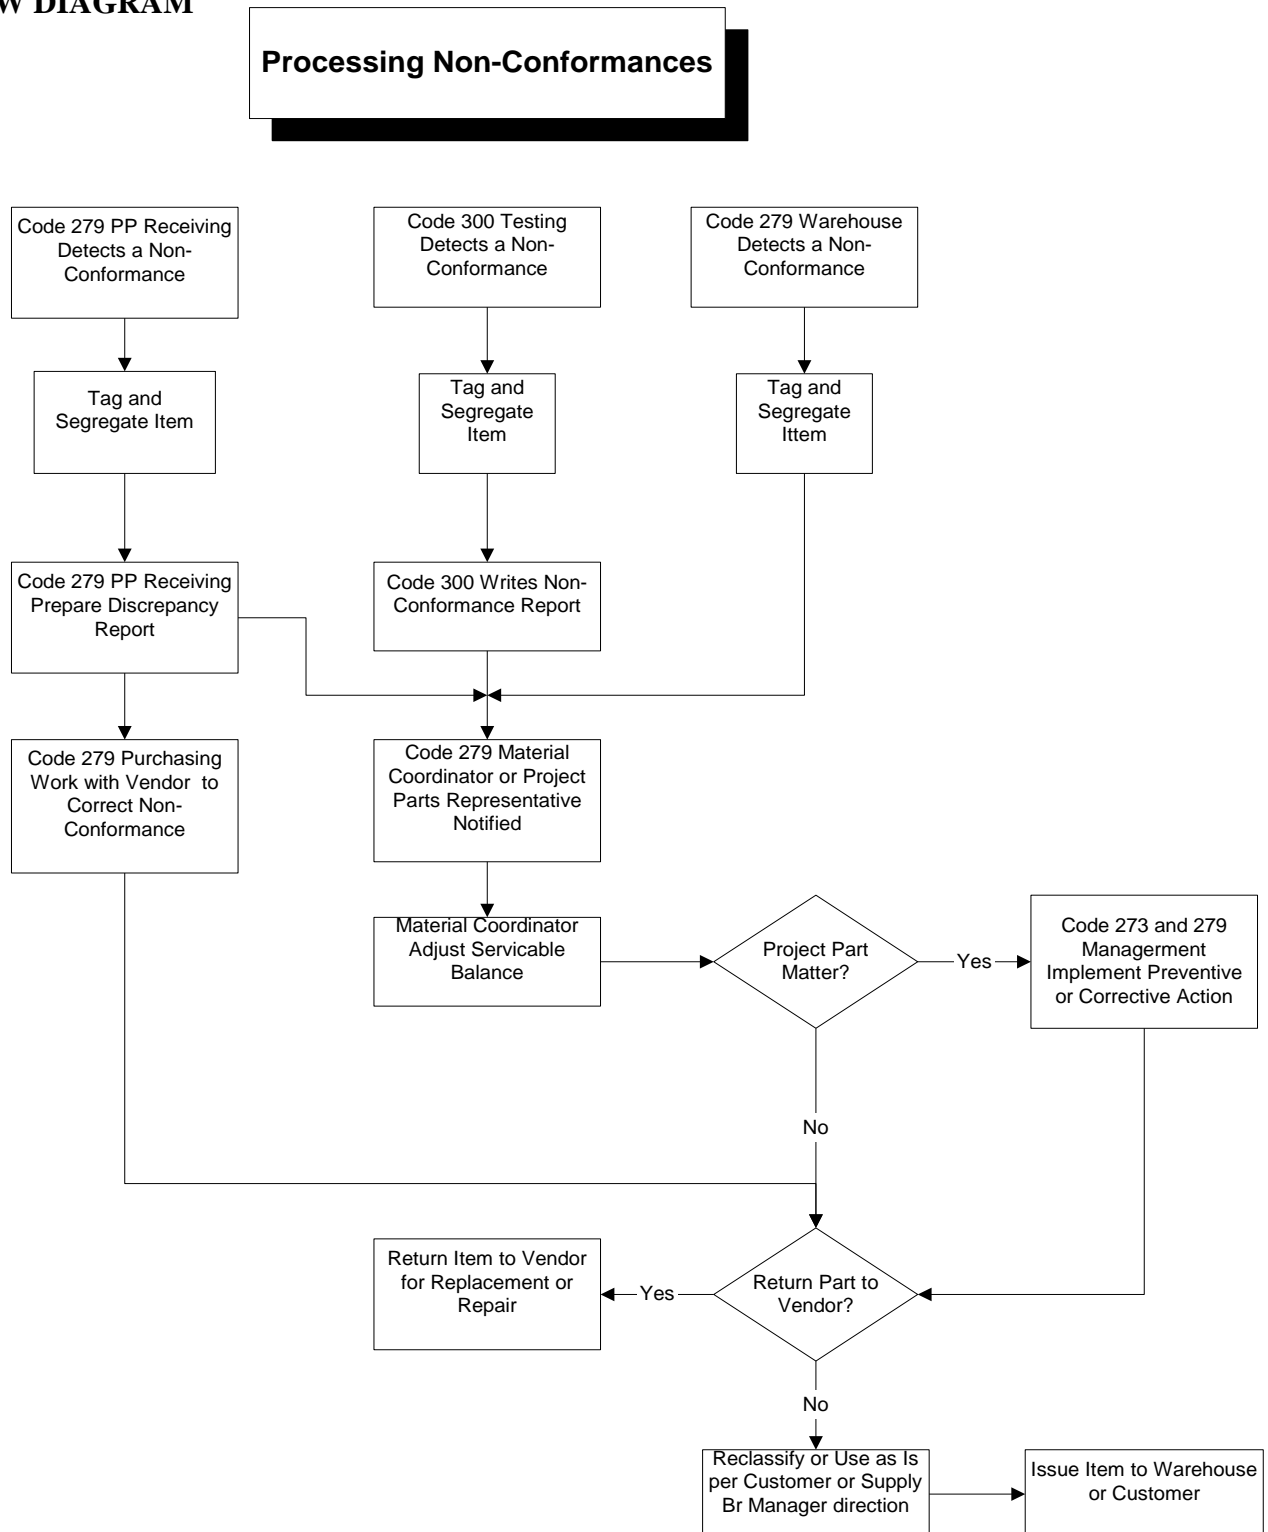 W DIAGRAM
Processing Non-Conformances
Code 279 PP Receiving
Detects a Non-
Conformance
Code 300 Testing
Detects a Non-
Conformance
Code 279 Warehouse
Detects a Non-
Conformance
Tag and
Segregate Item
Tag and
Segregate
Item
Tag and
Segregate
Ittem
Code 279 PP Receiving
Prepare Discrepancy
Report
Code 300 Writes Non-
Conformance Report
Code 279 Purchasing
Work with Vendor to
Correct Non-
Conformance
Code 279 Material
Coordinator or Project
Parts Representative
Notified
Material Coordinator
Adjust Servicable
Balance
Project Part
Matter?
Yes
Code 273 and 279
Managerment
Implement Preventive
or Corrective Action
No
Return Item to Vendor
for Replacement or
Repair
Yes
Return Part to
Vendor?
No
Reclassify or Use as Is
per Customer or Supply
Br Manager direction
Issue Item to Warehouse
or Customer